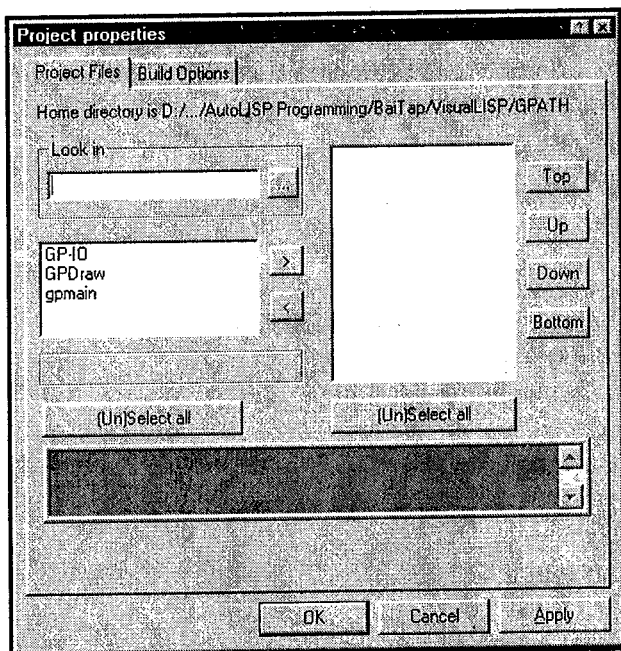 Project properties
Project Files
Build Options
Home directory is D:/.../AutoLISP Programming/BaiTap/VisualLISP/GPATH
Look in
...
GP-IO
GPDraw
gpmain
>
<
(Un)Select all
Top
Up
Down
Bottom
(Un)Select all
OK
Cancel
Apply